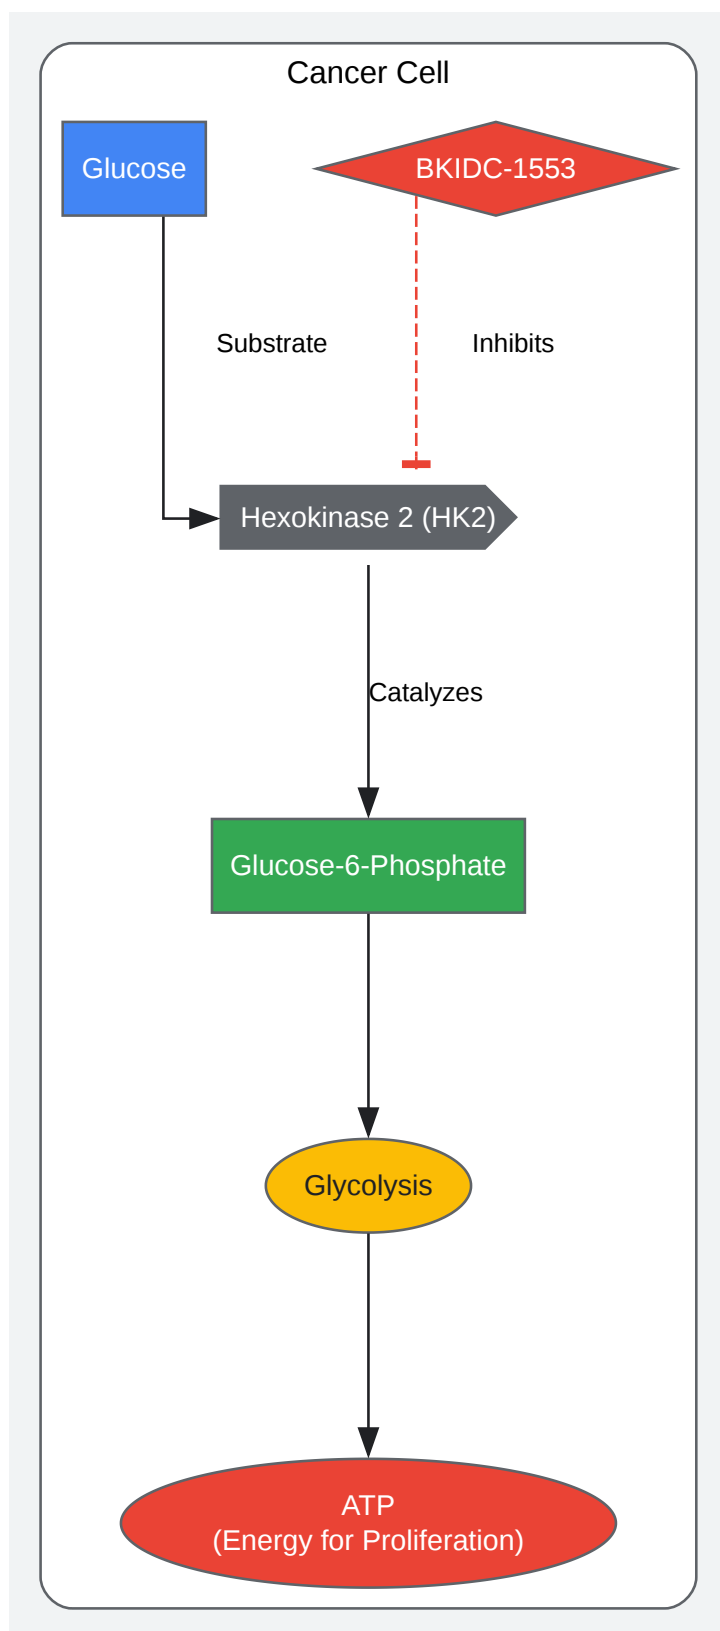 Cancer Cell
Glucose
BKIDC-1553
Substrate
Inhibits
Hexokinase 2 (HK2)
Catalyzes
Glucose-6-Phosphate
Glycolysis
ATP
(Energy for Proliferation)